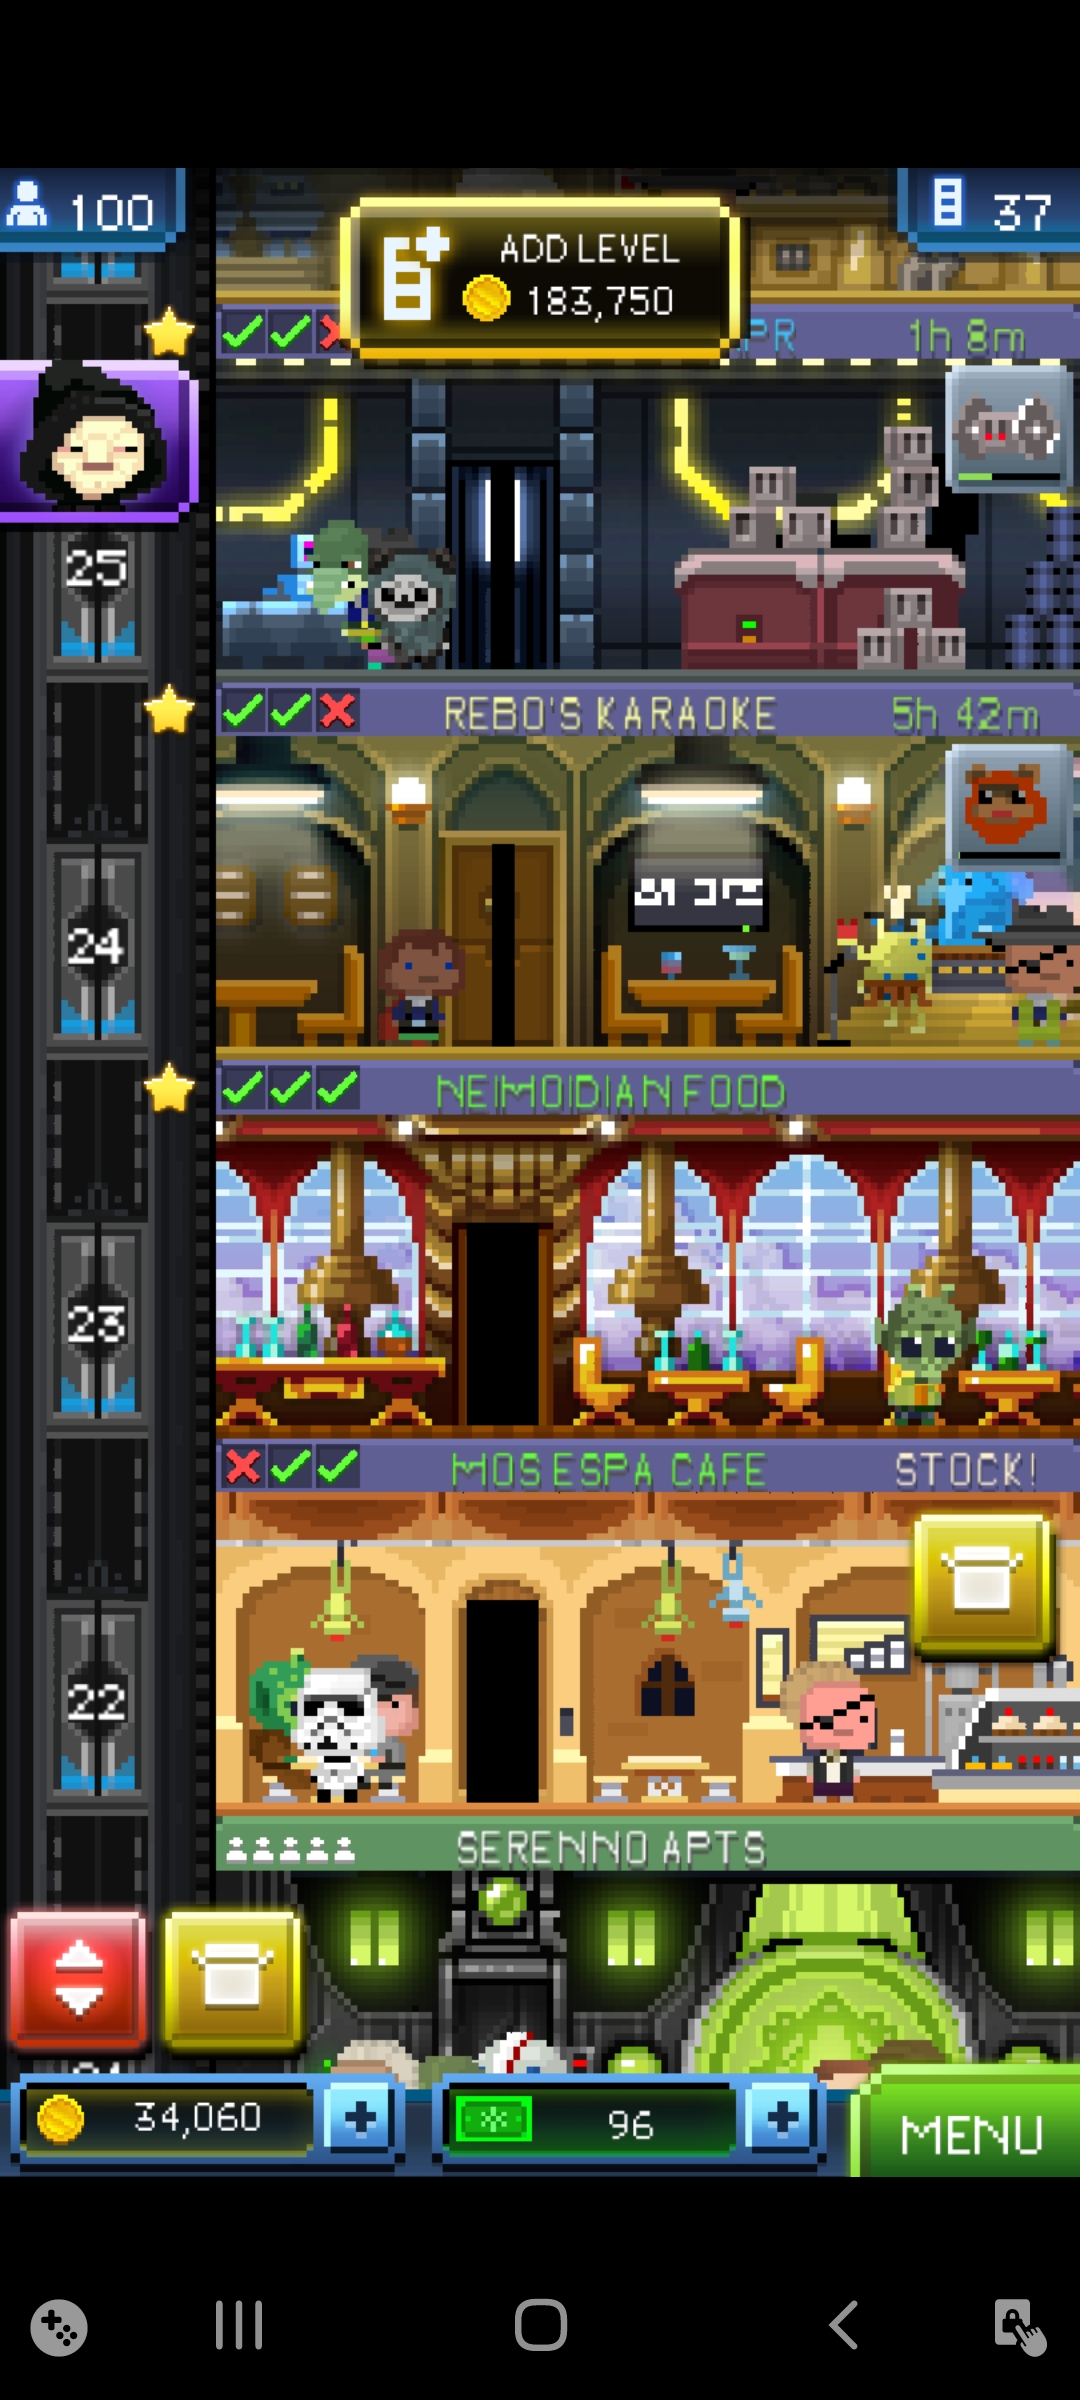 100
ADD LEVEL
183,750
37
1h 8m
25
REBO'S KARAOKE
5h 42m
24
NEIMOIDIAN FOOD
23
MOS ESPA CAFE
STOCK!
22
SERENNO APTS
34,060
96
MENU